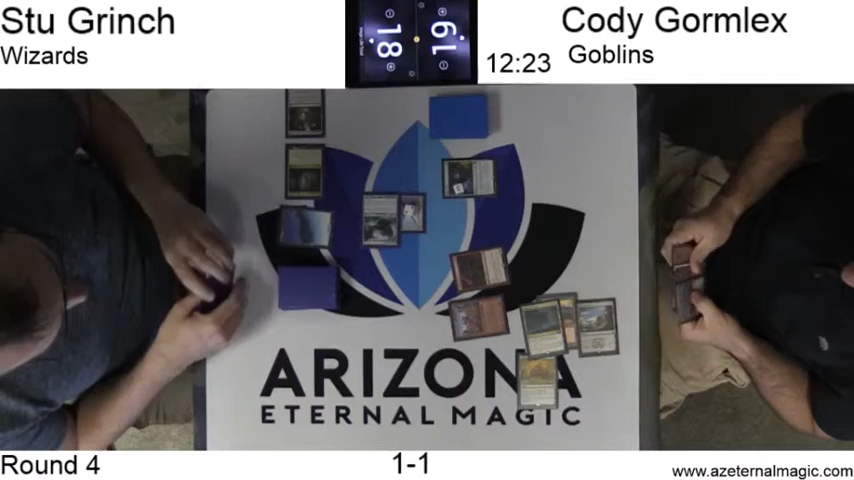 Stu Grinch
Wizards
18
19
12:23
Cody Gormlex
Goblins
ARIZONA
ETERNAL MAGIC
Round 4
1-1
www.azeternalmagic.com